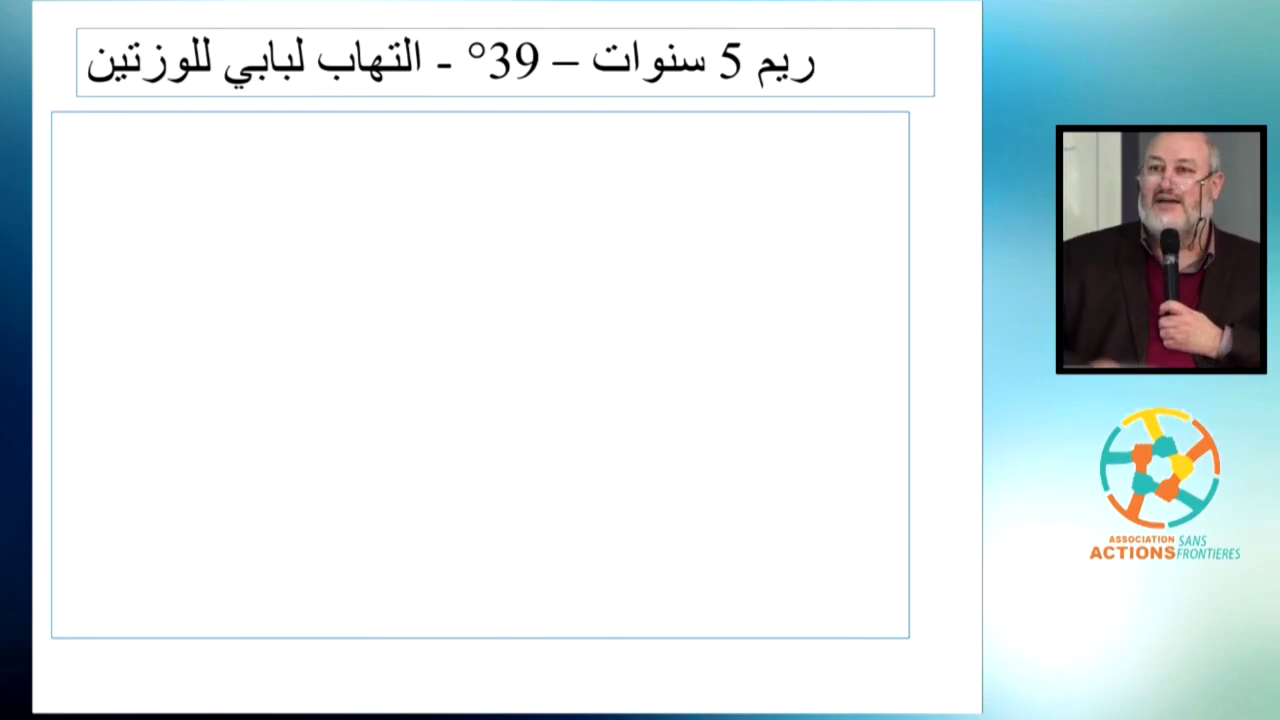 ريم 5 سنوات – 39° - التهاب لبابي للوزتين
ASSOCIATION SANS
ACTIONS FRONTIERES